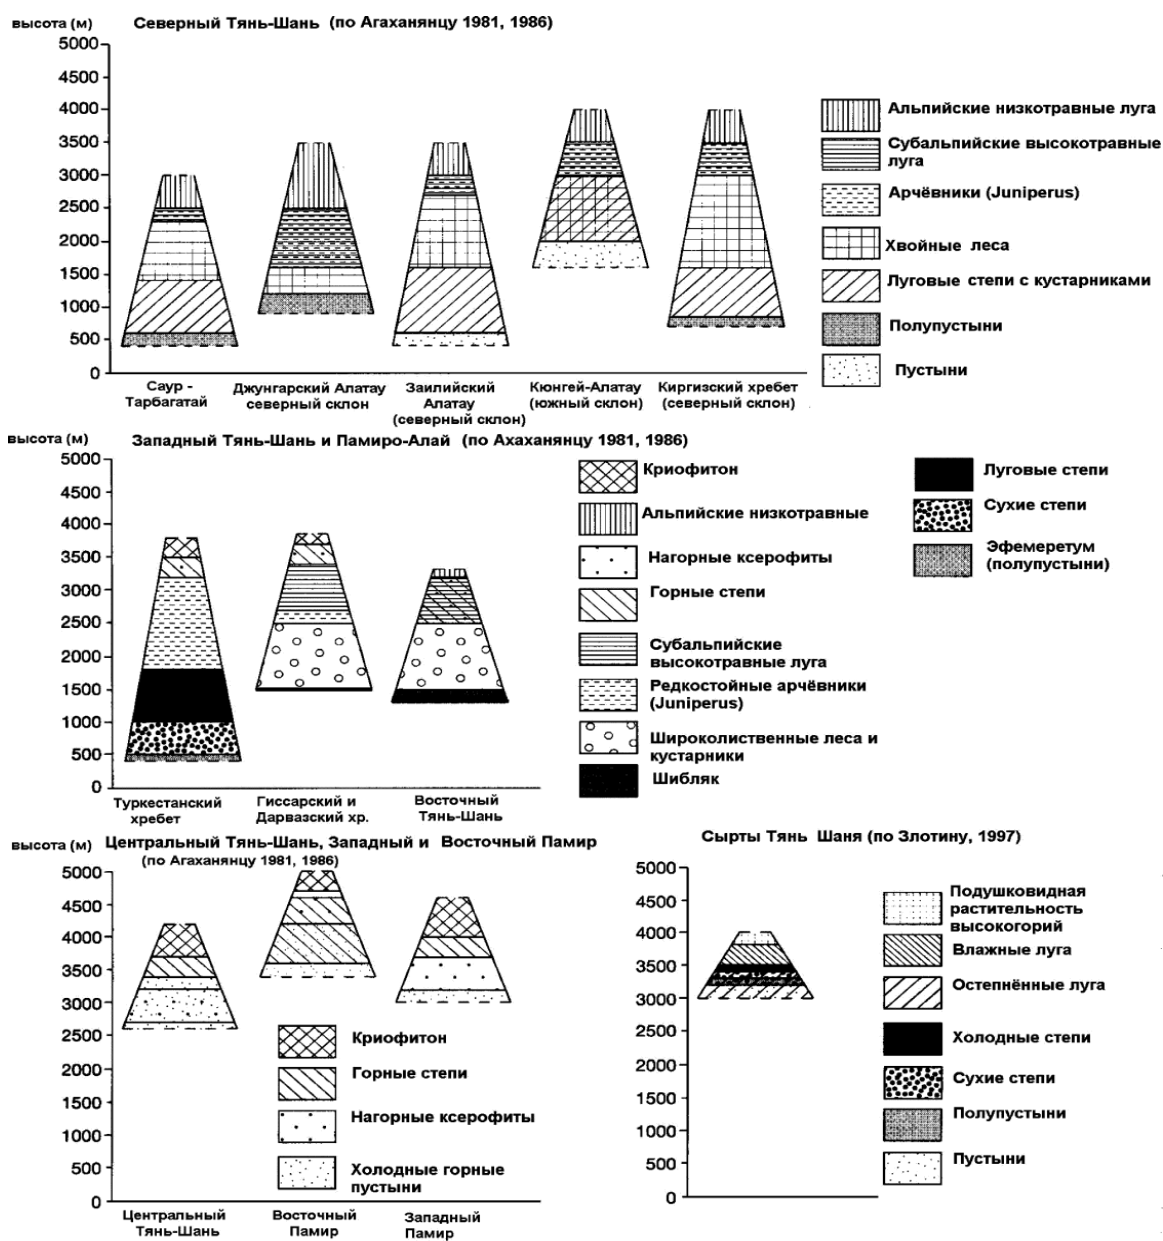 высота (м) Северный Тянь-Шань (по Агаханянцу 1981, 1986)
5000
4500
4000
3500
3000
2500
2000
1500
1000
500
0
Саур -
Тарбагатай
Джунгарский Алатау
северный склон
Заилийский
Алатау
(северный склон)
Кюнгей-Алатау
(южный склон)
Киргизский хребет
(северный склон)
Альпийские низкотравные луга
Субальпийские высокотравные
луга
Арчёвники (Juniperus)
Хвойные леса
Луговые степи с кустарниками
Полупустыни
Пустыни
высота (м) Западный Тянь-Шань и Памиро-Алай (по Ахаханянцу 1981, 1986)
5000
4500
4000
3500
3000
2500
2000
1500
1000
500
0
Туркестанский
хребет
Гиссарский и
Дарвазский хр.
Восточный
Тянь-Шань
Криофитон
Альпийские низкотравные
Нагорные ксерофиты
Горные степи
Субальпийские
высокотравные луга
Редкостойные арчёвники
(Juniperus)
Широколиственные леса и
кустарники
Шибляк
Луговые степи
Сухие степи
Эфемеретум
(полупустыни)
высота (м) Центральный Тянь-Шань, Западный и Восточный Памир
(по Агаханянцу 1981, 1986)
5000
4500
4000
3500
3000
2500
2000
1500
1000
500
0
Криофитон
Горные степи
Нагорные ксерофиты
Холодные горные
пустыни
Центральный
Тянь-Шань
Восточный
Памир
Западный
Памир
Сырты Тянь Шаня (по Злотину, 1997)
5000
4500
4000
3500
3000
2500
2000
1500
1000
500
0
Подушковидная
растительность
высокогорий
Влажные луга
Остепнённые луга
Холодные степи
Сухие степи
Полупустыни
Пустыни